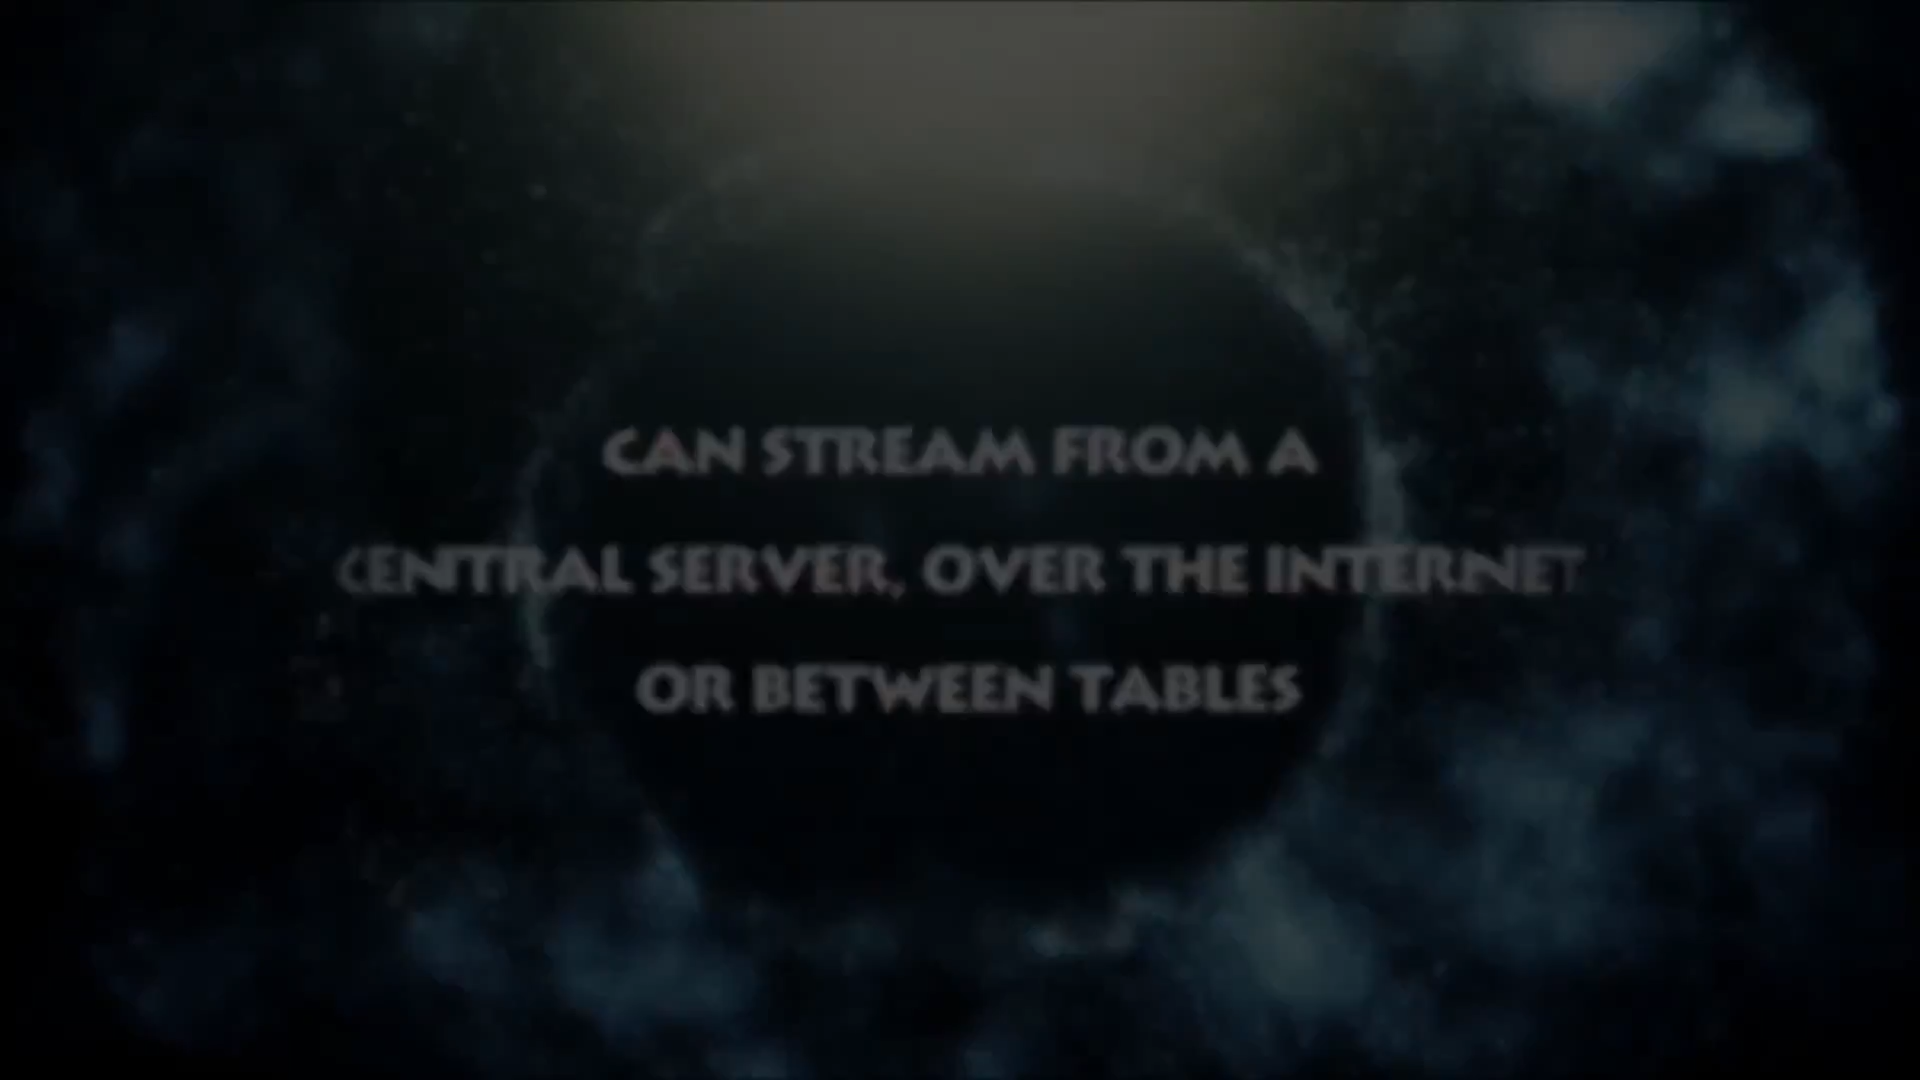 CAN STREAM FROM A
CENTRAL SERVER, OVER THE INTERNET
OR BETWEEN TABLES